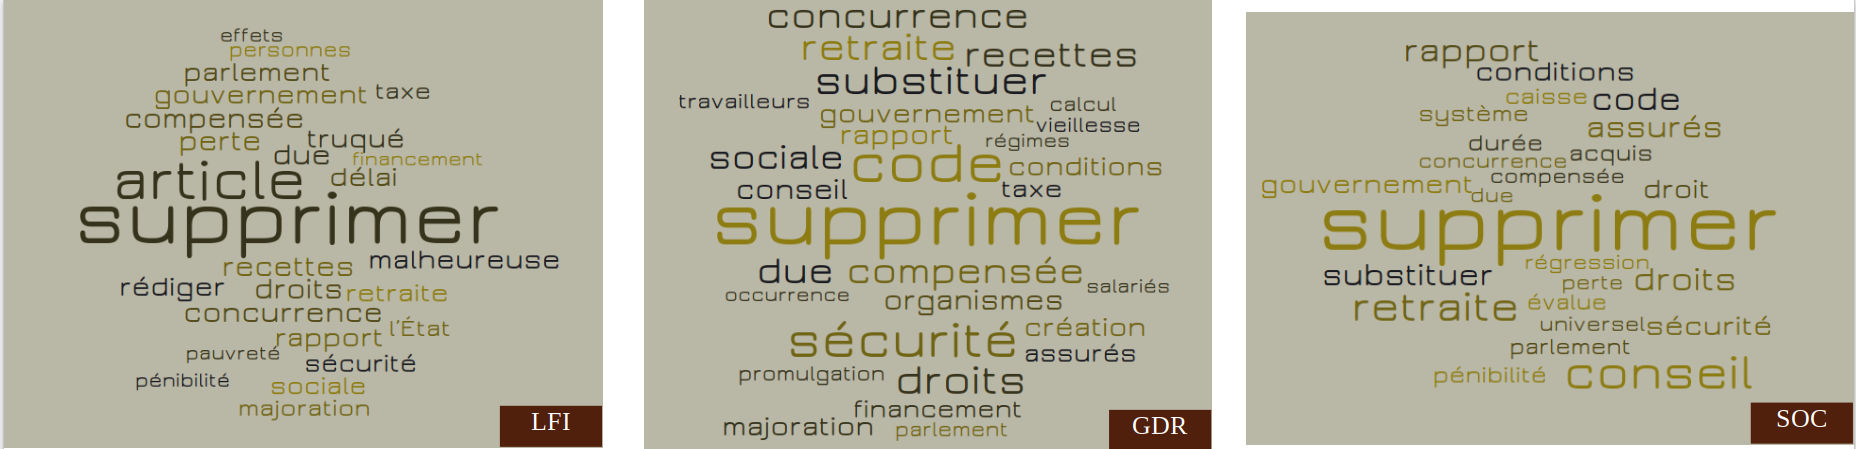 effets
personnes
parlement
gouvernement taxe
compensée
perte truqué
due financement
article délai
supprimer
recettes malheureuse
rédiger droits retraite
concurrence
rapport l'État
pauvreté sécurité
pénibilité sociale
majoration
LFI
concurrence
retraite recettes
substituer
travailleurs calcul
gouvernement vieillesse
rapport régimes
sociale code conditions
conseil taxe
supprimer
due compensée salariés
occurrence organismes
sécurité création
assurés
promulgation droits
financement
majoration parlement
GDR
rapport
conditions
caisse code
système assurés
durée
concurrence acquis
gouvernement compensée
due droit
supprimer
régression
substituer perte droits
retraite évalue
universel sécurité
parlement
pénibilité conseil
SOC